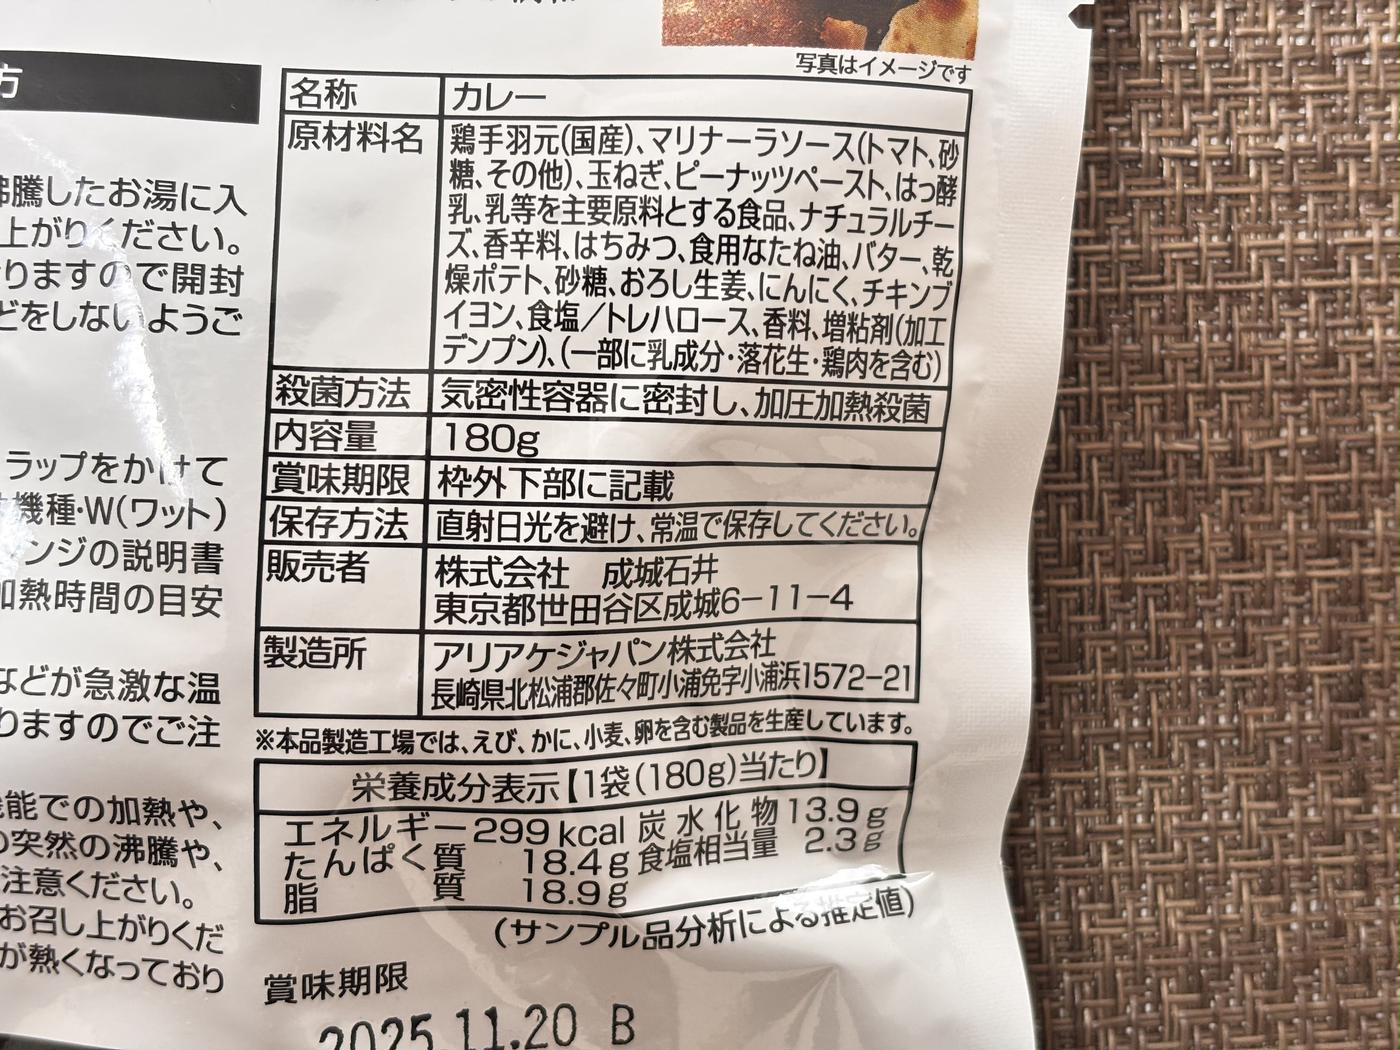 写真はイメージです
方
沸騰したお湯に入
上がりください。
りますので開封
どをしないようご
ラップをかけて
機種・W(ワット)
ンジの説明書
加熱時間の目安
などが急激な温
りますのでご注
能での加熱や、
の突然の沸騰や、
注意ください。
お召し上がりくだ
が熱くなっており
名称 カレー
原材料名 鶏手羽元(国産)、マリナーラソース(トマト、砂
糖、その他)、玉ねぎ、ピーナッツペースト、はっ酵
乳、乳等を主要原料とする食品、ナチュラルチー
ズ、香辛料、はちみつ、食用なたね油、バター、乾
燥ポテト、砂糖、おろし生姜、にんにく、チキンブ
イヨン、食塩/トレハロース、香料、増粘剤(加工
デンプン)、(一部に乳成分・落花生・鶏肉を含む)
殺菌方法 気密性容器に密封し、加圧加熱殺菌
内容量 180g
賞味期限 枠外下部に記載
保存方法 直射日光を避け、常温で保存してください。
販売者 株式会社 成城石井
東京都世田谷区成城6-11-4
製造所 アリアケジャパン株式会社
長崎県北松浦郡佐々町小浦免字小浦浜1572-21
※本品製造工場では、えび、かに、小麦、卵を含む製品を生産しています。
栄養成分表示【1袋(180g)当たり】
エネルギー 299kcal 炭水化物 13.9g
たんぱく質 18.4g 食塩相当量 2.3g
脂質 18.9g
(サンプル品分析による推定値)
賞味期限
2025.11.20 B